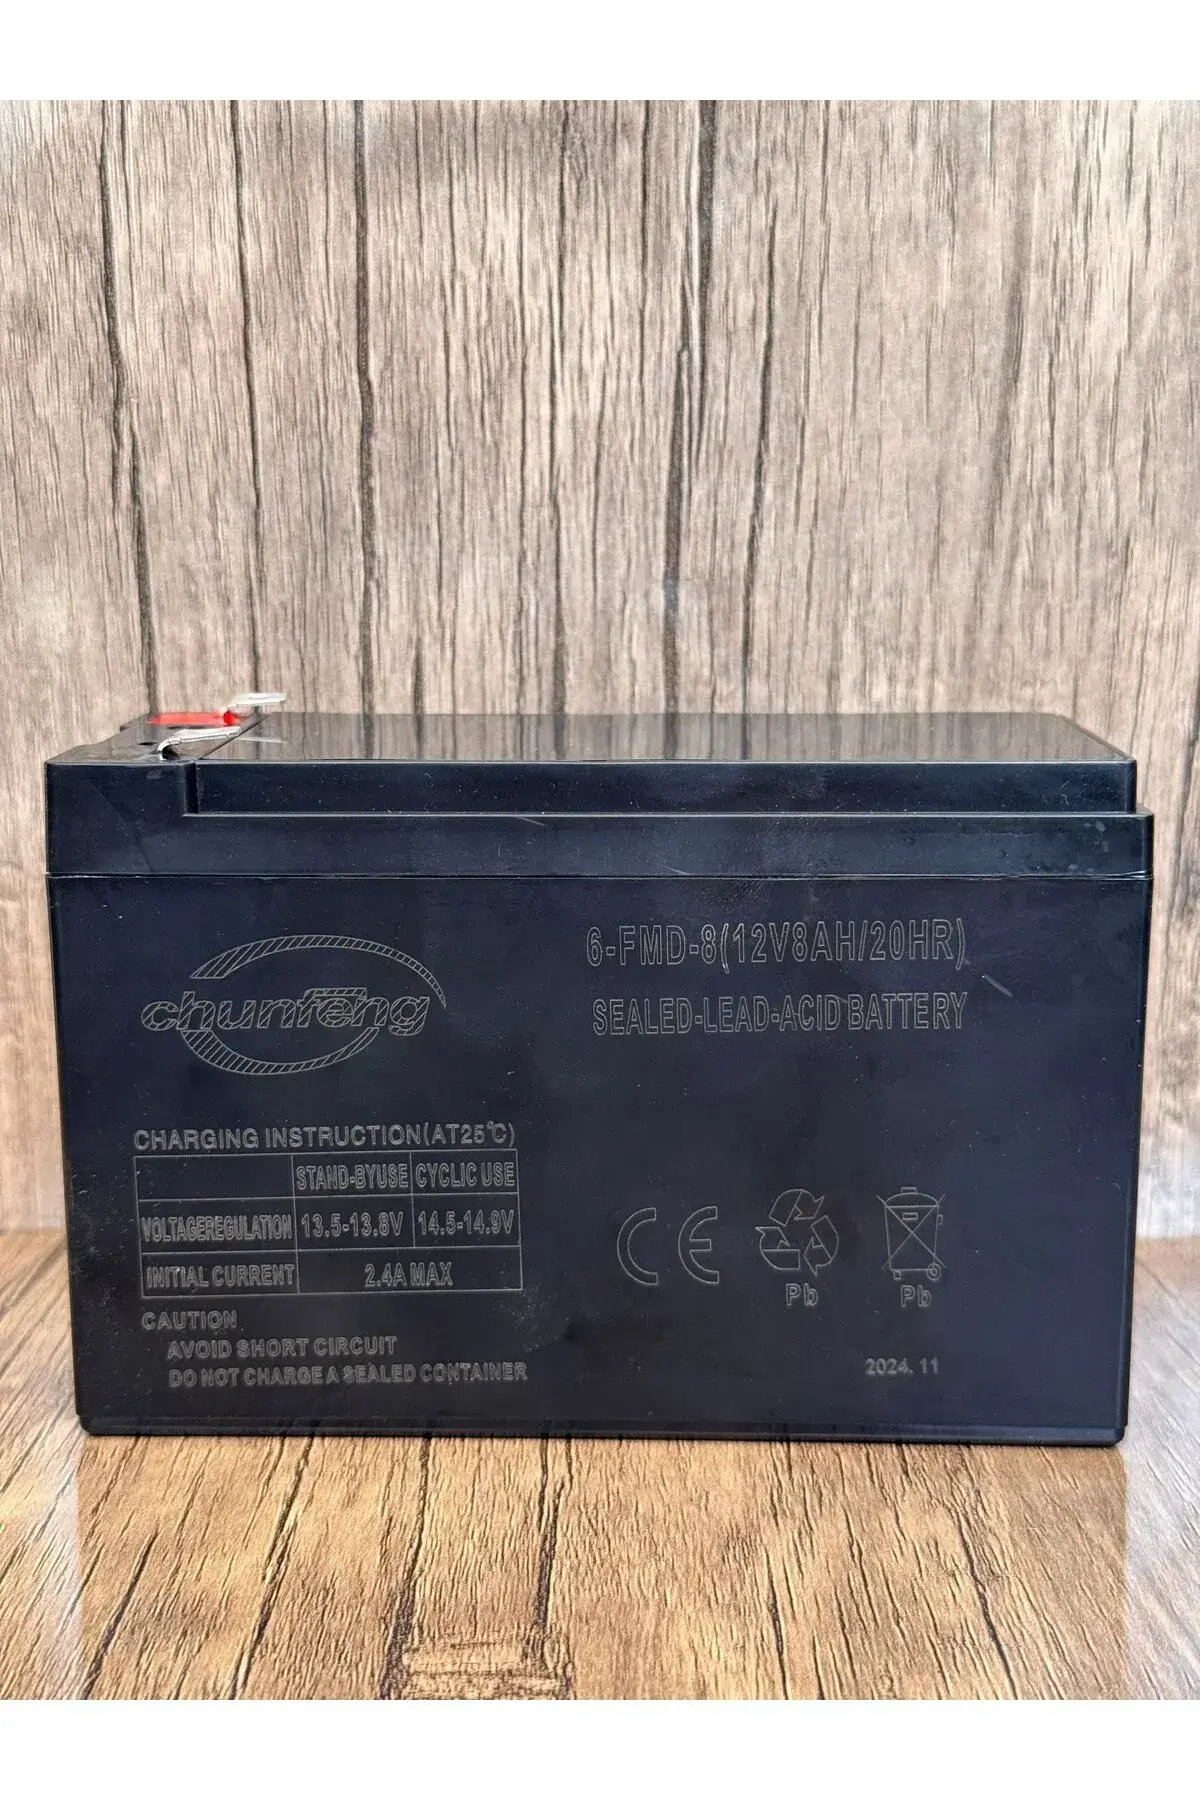 chunfeng
6-FMD-8(12V8AH/20HR)
SEALED-LEAD-ACID BATTERY
CHARGING INSTRUCTION(AT25℃)
STAND-BYUSE CYCLIC USE
VOLTAGEREGULATION 13.5-13.8V 14.5-14.9V
INITIAL CURRENT 2.4A MAX
CAUTION
AVOID SHORT CIRCUIT
DO NOT CHARGE A SEALED CONTAINER
CE
Pb
Pb
2024. 11